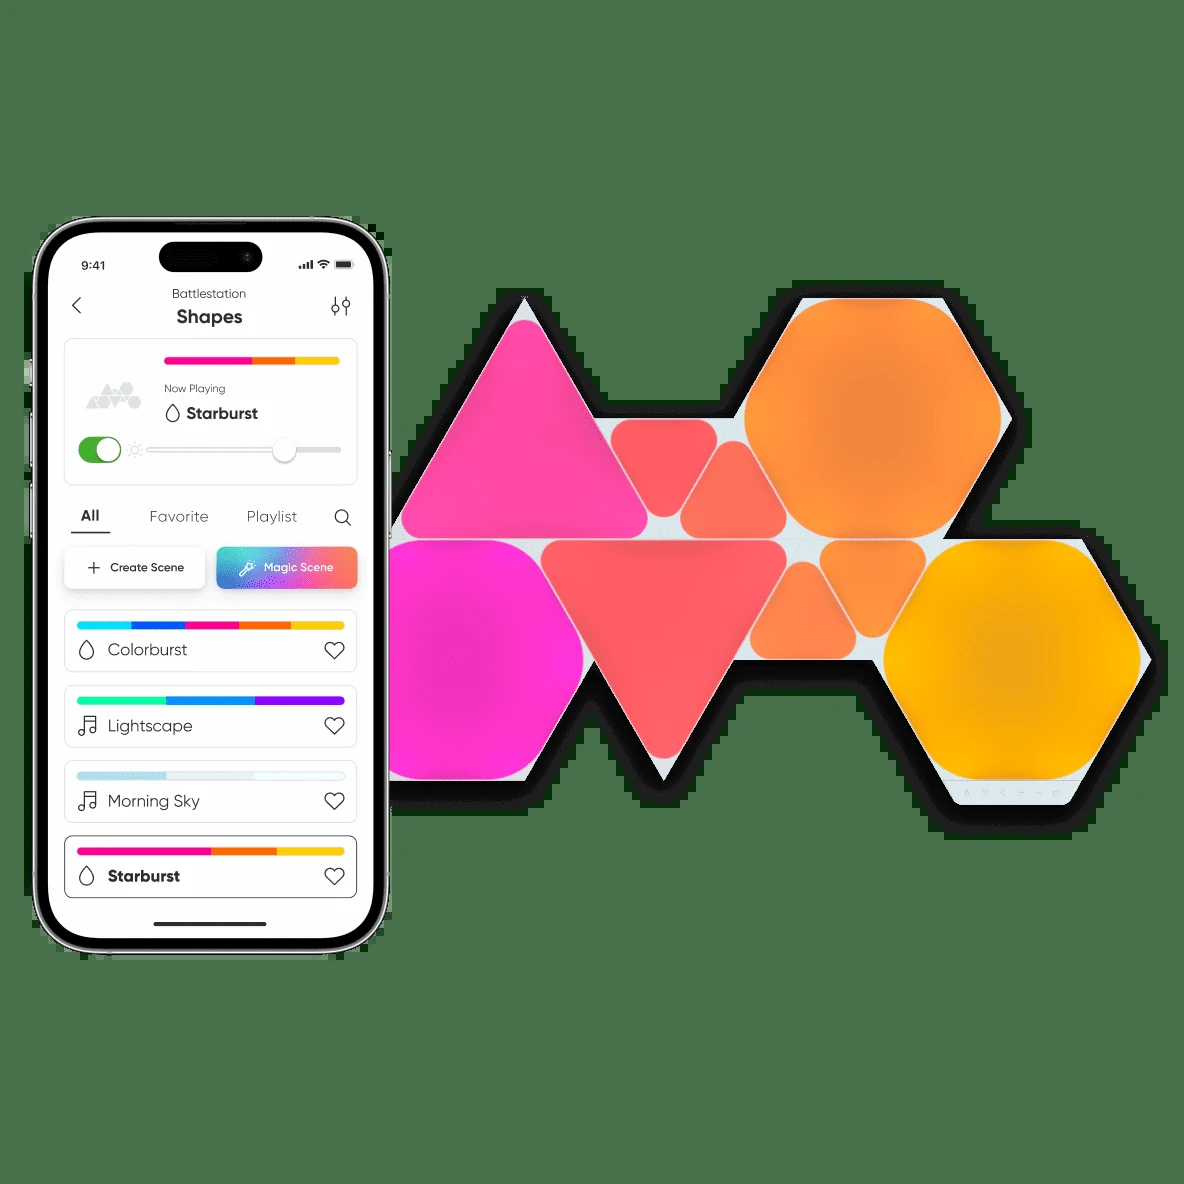 9:41
Battlestation
Shapes
Now Playing
Starburst
All Favorite Playlist
Create Scene Magic Scene
Colorburst
Lightscape
Morning Sky
Starburst